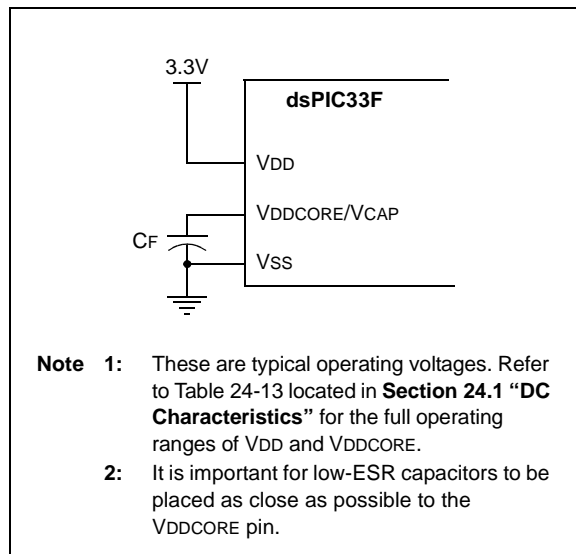 3.3V
dsPIC33F
VDD
VDDCORE/VCAP
CF
VSS
Note 1: These are typical operating voltages. Refer
to Table 24-13 located in Section 24.1 “DC
Characteristics” for the full operating
ranges of VDD and VDDCORE.
2: It is important for low-ESR capacitors to be
placed as close as possible to the
VDDCORE pin.